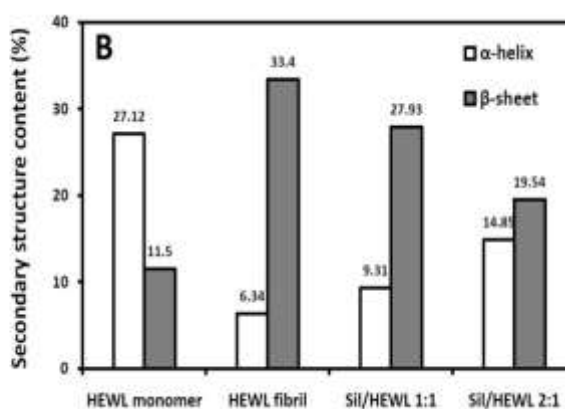 Secondary structure content (%)
40
30
20
10
0
B
α-helix
β-sheet
27.12
11.5
6.34
33.4
9.31
27.93
14.85
19.54
HEWL monomer
HEWL fibril
Sil/HEWL 1:1
Sil/HEWL 2:1